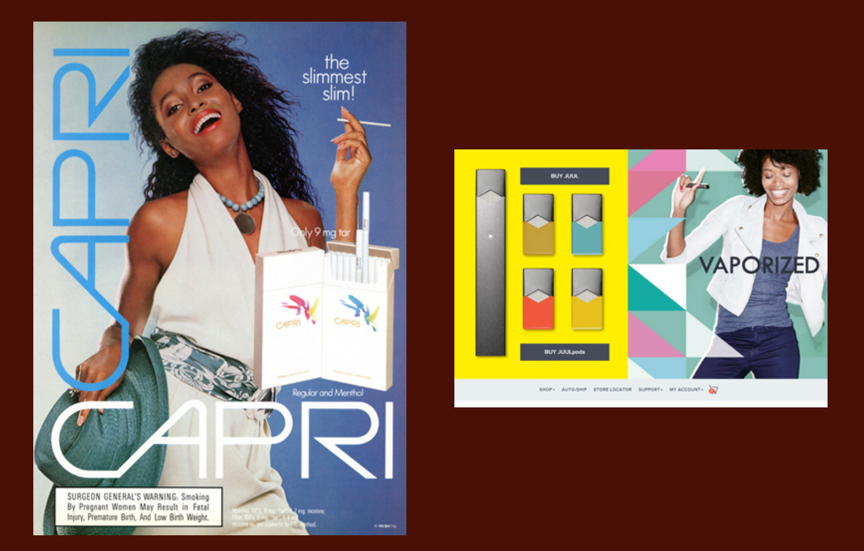 CAPRI
the
slimmest
slim!
Only 9 mg tar
CAPRI
CAPRI
Regular and Menthol
CAPRI
SURGEON GENERAL'S WARNING: Smoking
By Pregnant Women May Result in Fetal
Injury, Premature Birth, And Low Birth Weight.
BUY JUUL
VAPORIZED
BUY JUULpods
SHOP
AUTO-SHIP
STORE LOCATOR
SUPPORT
MY ACCOUNT